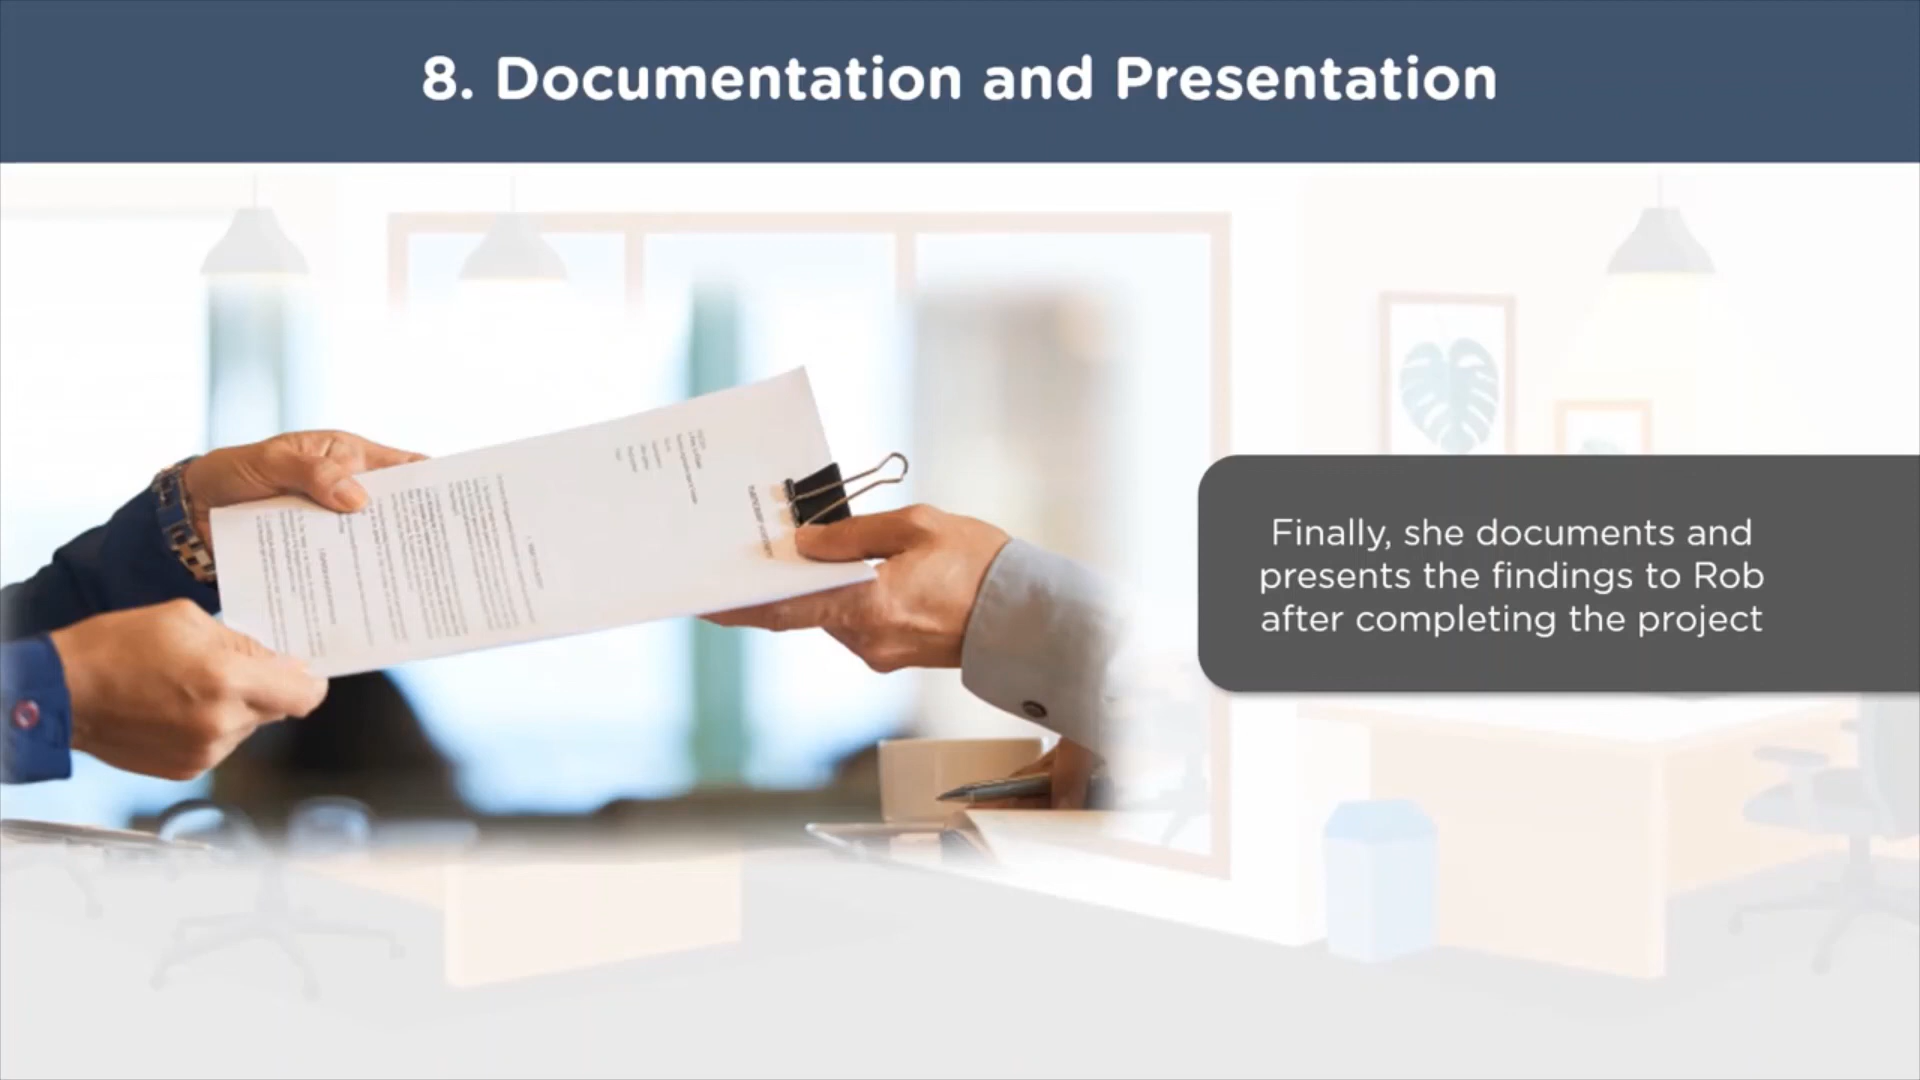 8. Documentation and Presentation
Finally, she documents and
presents the findings to Rob
after completing the project